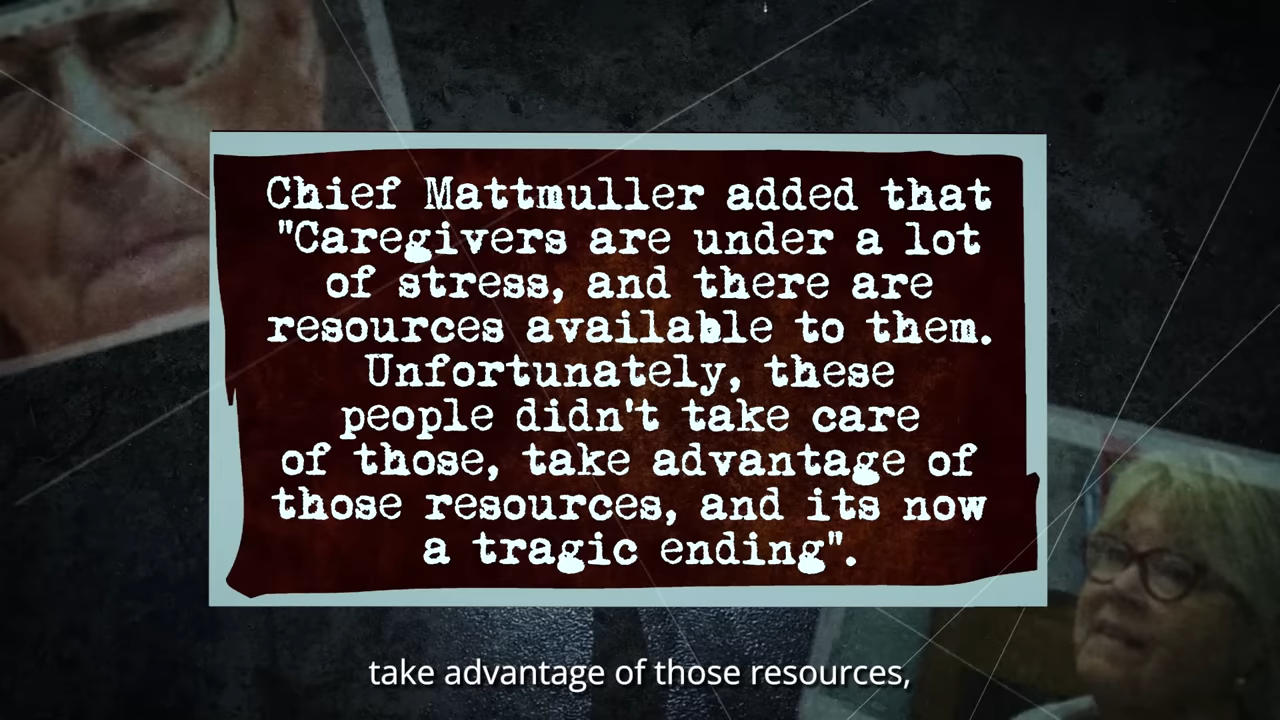 Chief Mattmuller added that
"Caregivers are under a lot
of stress, and there are
resources available to them.
Unfortunately, these
people didn't take care
of those, take advantage of
those resources, and its now
a tragic ending".
take advantage of those resources,